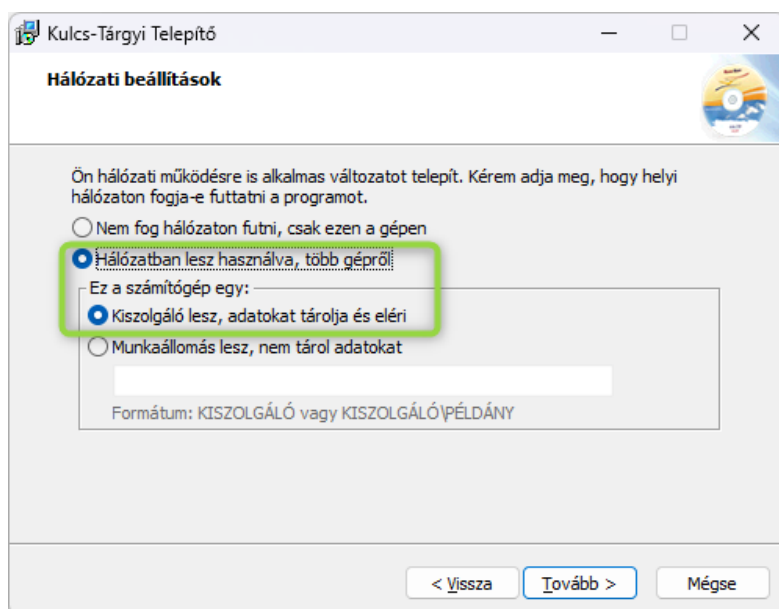 Kulcs-Tárgyi Telepítő
Hálózati beállítások
Ön hálózati működésre is alkalmas változatot telepít. Kérem adja meg, hogy helyi
hálózaton fogja-e futtatni a programot.
Nem fog hálózaton futni, csak ezen a gépen
Hálózatban lesz használva, több gépről
Ez a számítógép egy:
Kiszolgáló lesz, adatokat tárolja és eléri
Munkaállomás lesz, nem tárol adatokat
Formátum: KISZOLGÁLÓ vagy KISZOLGÁLÓ\PÉLDÁNY
< Vissza
Tovább >
Mégse